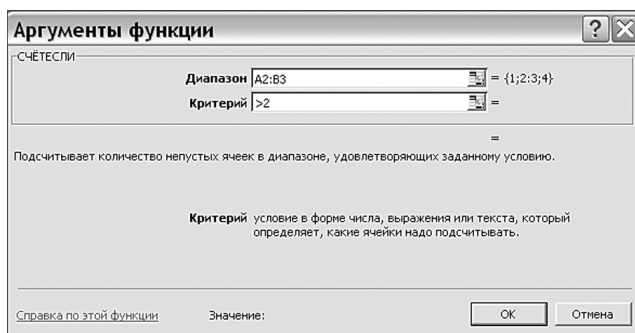 Аргументы функции
СЧЁТЕСЛИ
Диапазон A2:B3 = {1;2:3;4}
Критерий >2 =
=
Подсчитывает количество непустых ячеек в диапазоне, удовлетворяющих заданному условию.
Критерий условие в форме числа, выражения или текста, который
определяет, какие ячейки надо подсчитывать.
Справка по этой функции Значение: OK Отмена